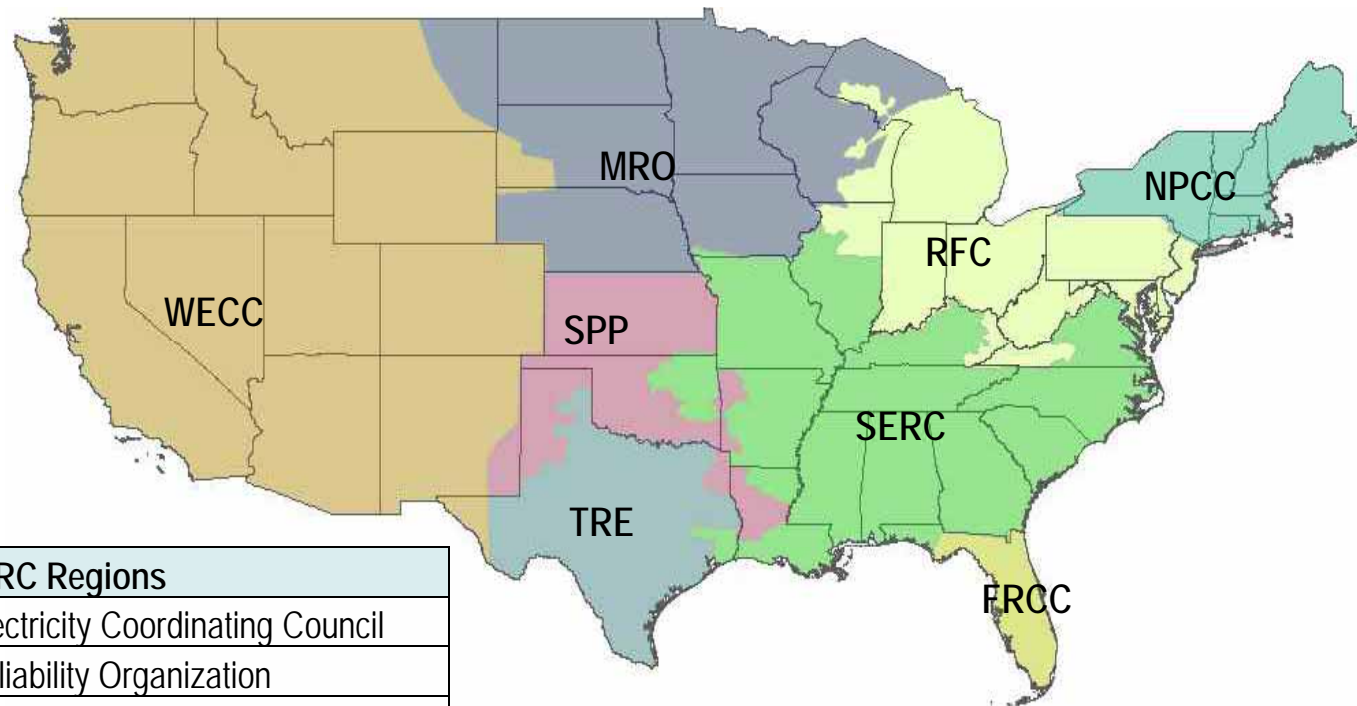 MRO
NPCC
RFC
WECC
SPP
SERC
TRE
FRCC
RC Regions
ectricity Coordinating Council
liability Organization